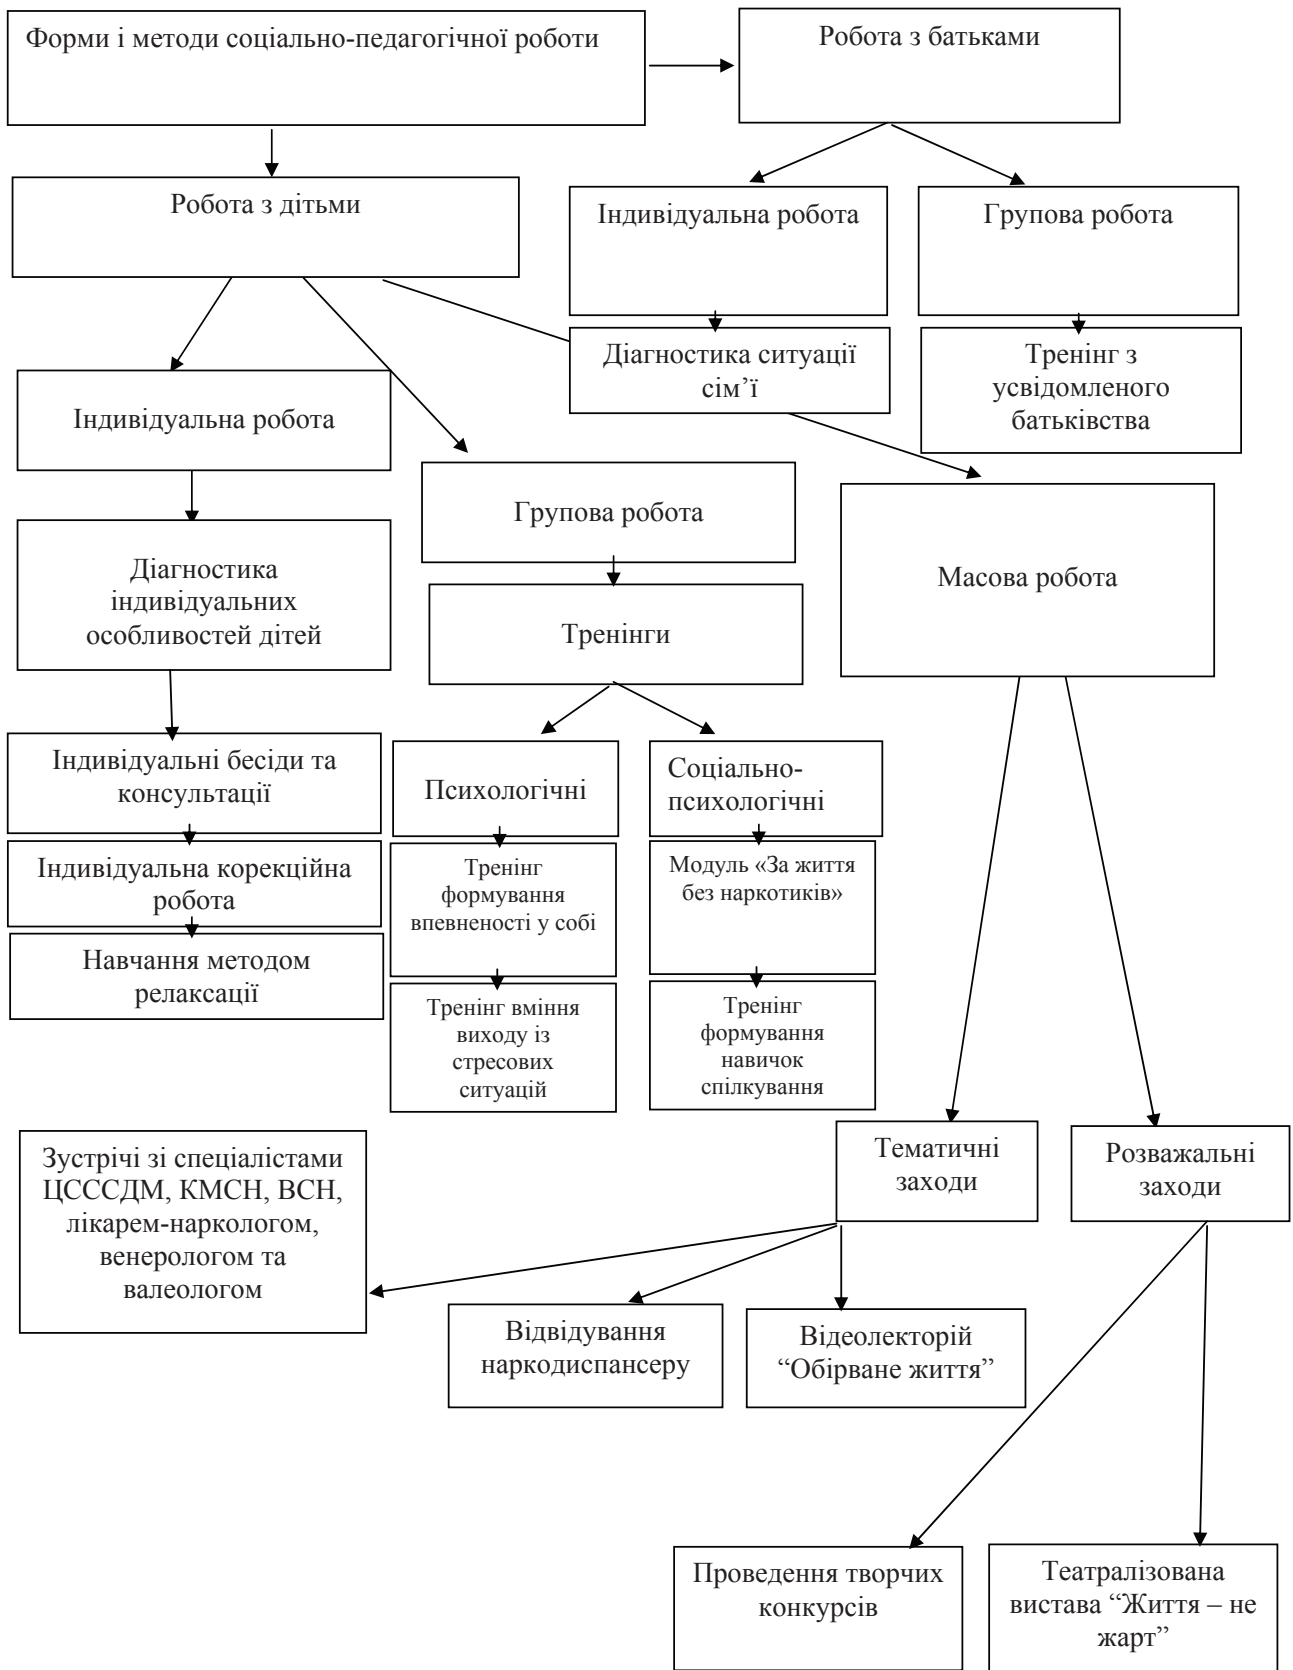 Форми і методи соціально-педагогічної роботи
Робота з батьками
Робота з дітьми
Індивідуальна робота
Групова робота
Діагностика ситуації
сім’ї
Тренінг з
усвідомленого
батьківства
Індивідуальна робота
Групова робота
Масова робота
Діагностика
індивідуальних
особливостей дітей
Тренінги
Індивідуальні бесіди та
консультації
Психологічні
Соціально-
психологічні
Індивідуальна корекційна
робота
Тренінг
формування
впевненості у собі
Модуль «За життя
без наркотиків»
Навчання методом
релаксації
Тренінг вміння
виходу із
стресових
ситуацій
Тренінг
формування
навичок
спілкування
Зустрічі зі спеціалістами
ЦСССДМ, КМСН, ВСН,
лікарем-наркологом,
венерологом та
валеологом
Тематичні
заходи
Розважальні
заходи
Відвідування
наркодиспансеру
Відеолекторій
“Обірване життя”
Проведення творчих
конкурсів
Театралізована
вистава “Життя – не
жарт”